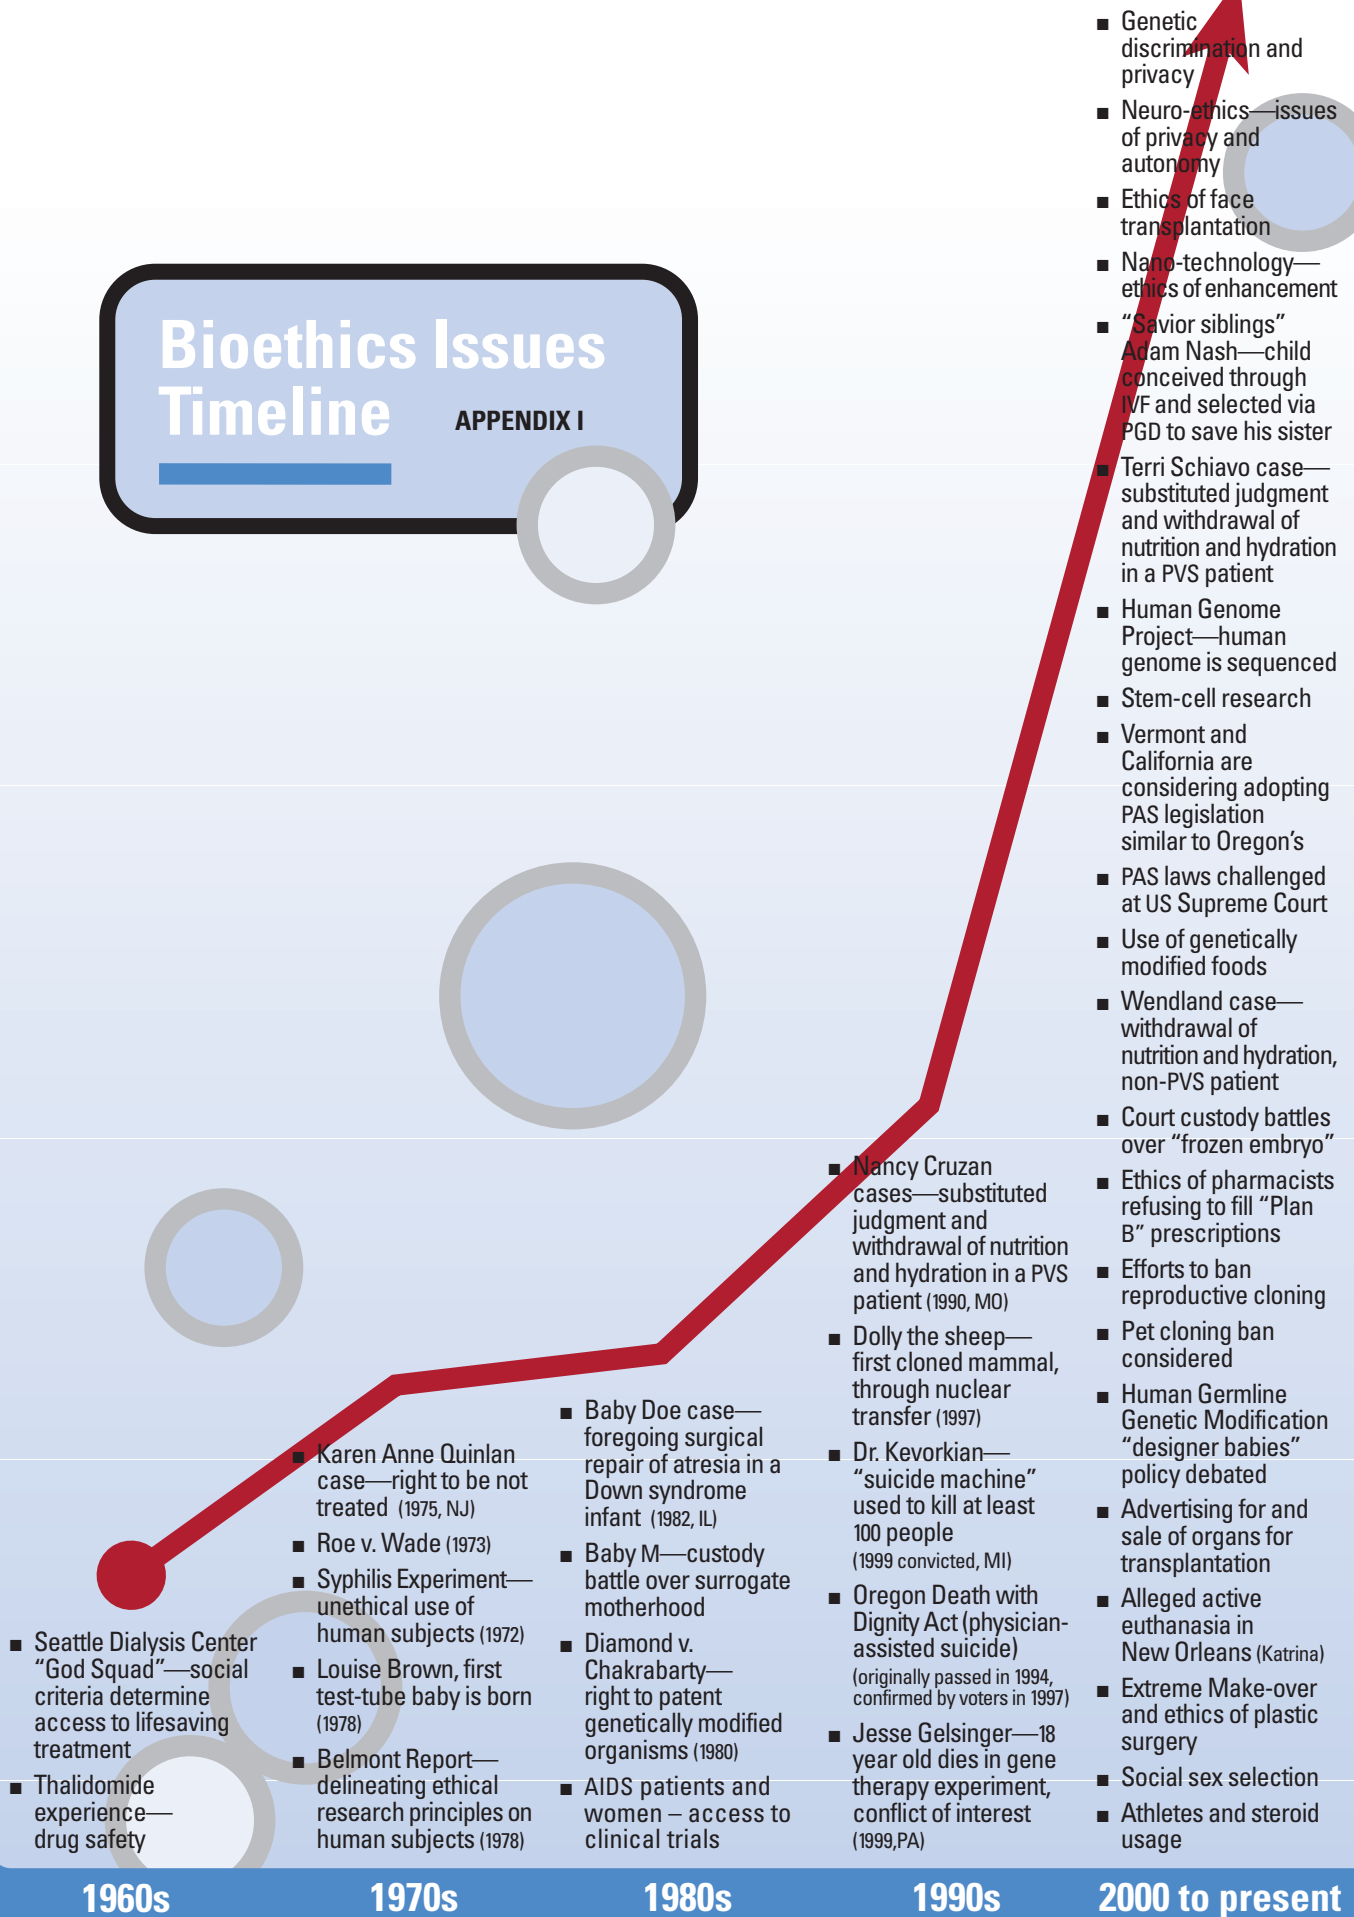 Bioethics Issues
Timeline
APPENDIX I
■ Seattle Dialysis Center
“God Squad”—social
criteria determine
access to lifesaving
treatment
■ Thalidomide
experience—
drug safety
1960s
■ Karen Anne Quinlan
case—right to be not
treated (1975, NJ)
■ Roe v. Wade (1973)
■ Syphilis Experiment—
unethical use of
human subjects (1972)
■ Louise Brown, first
test-tube baby is born
(1978)
■ Belmont Report—
delineating ethical
research principles on
human subjects (1978)
1970s
■ Baby Doe case—
foregoing surgical
repair of atresia in a
Down syndrome
infant (1982, IL)
■ Baby M—custody
battle over surrogate
motherhood
■ Diamond v.
Chakrabarty—
right to patent
genetically modified
organisms (1980)
■ AIDS patients and
women – access to
clinical trials
1980s
■ Nancy Cruzan
cases—substituted
judgment and
withdrawal of nutrition
and hydration in a PVS
patient (1990, MO)
■ Dolly the sheep—
first cloned mammal,
through nuclear
transfer (1997)
■ Dr. Kevorkian—
“suicide machine”
used to kill at least
100 people
(1999 convicted, MI)
■ Oregon Death with
Dignity Act (physician-
assisted suicide)
(originally passed in 1994,
confirmed by voters in 1997)
■ Jesse Gelsinger—18
year old dies in gene
therapy experiment,
conflict of interest
(1999,PA)
1990s
■ Genetic
discrimination and
privacy
■ Neuro-ethics—issues
of privacy and
autonomy
■ Ethics of face
transplantation
■ Nano-technology—
ethics of enhancement
■ “Savior siblings”
Adam Nash—child
conceived through
IVF and selected via
PGD to save his sister
■ Terri Schiavo case—
substituted judgment
and withdrawal of
nutrition and hydration
in a PVS patient
■ Human Genome
Project—human
genome is sequenced
■ Stem-cell research
■ Vermont and
California are
considering adopting
PAS legislation
similar to Oregon’s
■ PAS laws challenged
at US Supreme Court
■ Use of genetically
modified foods
■ Wendland case—
withdrawal of
nutrition and hydration,
non-PVS patient
■ Court custody battles
over “frozen embryo”
■ Ethics of pharmacists
refusing to fill “Plan
B” prescriptions
■ Efforts to ban
reproductive cloning
■ Pet cloning ban
considered
■ Human Germline
Genetic Modification
“designer babies”
policy debated
■ Advertising for and
sale of organs for
transplantation
■ Alleged active
euthanasia in
New Orleans (Katrina)
■ Extreme Make-over
and ethics of plastic
surgery
■ Social sex selection
■ Athletes and steroid
usage
2000 to present